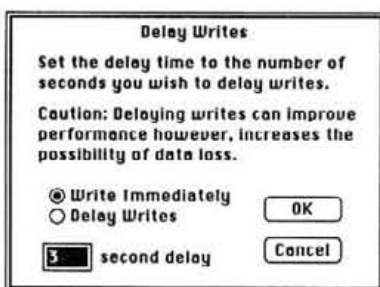 Delay Writes
Set the delay time to the number of
seconds you wish to delay writes.
Caution: Delaying writes can improve
performance however, increases the
possibility of data loss.
Write Immediately
Delay Writes
OK
3 second delay
Cancel